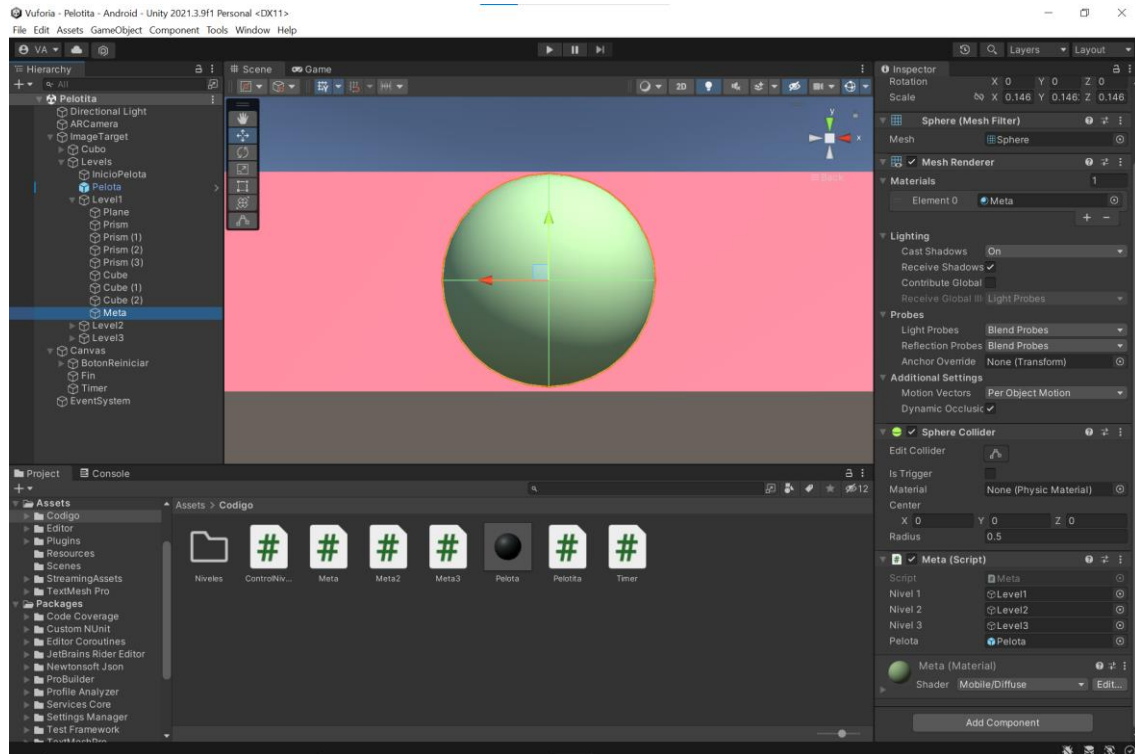 Vuforia - Pelotita - Android - Unity 2021.3.9f1 Personal <DX11>
File Edit Assets GameObject Component Tools Window Help
VA
Layers
Layout
Hierarchy
All
Pelotita
Directional Light
ARCamera
ImageTarget
Cubo
Levels
InicioPelota
Pelota
Level1
Plane
Prism
Prism (1)
Prism (2)
Prism (3)
Cube
Cube (1)
Cube (2)
Meta
Level2
Level3
Canvas
BotonReiniciar
Fin
Timer
EventSystem
Scene Game
2D
y
x
Back
Inspector
Rotation X 0 Y 0 Z 0
Scale X 0.146 Y 0.146 Z 0.146
Sphere (Mesh Filter)
Mesh Sphere
Mesh Renderer
Materials 1
Element 0 Meta
Lighting
Cast Shadows On
Receive Shadows
Contribute Global
Receive Global Ill Light Probes
Probes
Light Probes Blend Probes
Reflection Probes Blend Probes
Anchor Override None (Transform)
Additional Settings
Motion Vectors Per Object Motion
Dynamic Occlusic
Sphere Collider
Edit Collider
Is Trigger
Material None (Physic Material)
Center
X 0 Y 0 Z 0
Radius 0.5
Meta (Script)
Script Meta
Nivel 1 Level1
Nivel 2 Level2
Nivel 3 Level3
Pelota Pelota
Meta (Material)
Shader Mobile/Diffuse Edit...
Add Component
Project Console
12
Assets
Codigo
Editor
Plugins
Resources
Scenes
StreamingAssets
TextMesh Pro
Packages
Code Coverage
Custom NUnit
Editor Coroutines
JetBrains Rider Editor
Newtonsoft Json
ProBuilder
Profile Analyzer
Services Core
Settings Manager
Test Framework
TextMeshPro
Assets > Codigo
Niveles ControlNiv... Meta Meta2 Meta3 Pelota Pelotita Timer